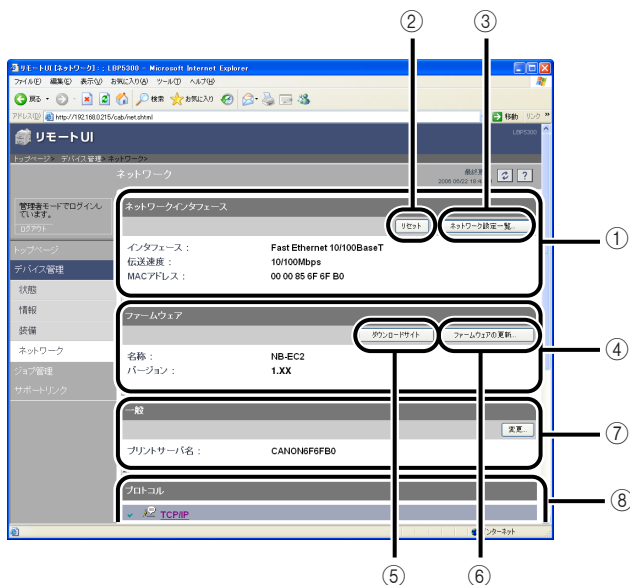 ② ③
リモートUI [ネットワーク] : : LBP5300 - Microsoft Internet Explorer
ファイル(F) 編集(E) 表示(V) お気に入り(A) ツール(T) ヘルプ(H)
戻る 検索 お気に入り
アドレス(D) http://192.168.0.215/cab/net.shtml 移動 リンク »
リモートUI
LBP5300
トップページ> デバイス管理> ネットワーク>
ネットワーク
2006 06/22
?
管理者モードでログインしています。
ログアウト
トップページ
デバイス管理
状態
情報
装備
ネットワーク
ジョブ管理
サポートリンク
ネットワークインタフェース
リセット ネットワーク設定一覧...
①
インタフェース : Fast Ethernet 10/100BaseT
伝送速度 : 10/100Mbps
MACアドレス : 00 00 85 6F 6F B0
ファームウェア
ダウンロードサイト ファームウェアの更新...
④
名称 : NB-EC2
バージョン : 1.XX
一般
変更...
⑦
プリントサーバ名 : CANON6F6FB0
プロトコル
⑧
TCP/IP
⑤ ⑥